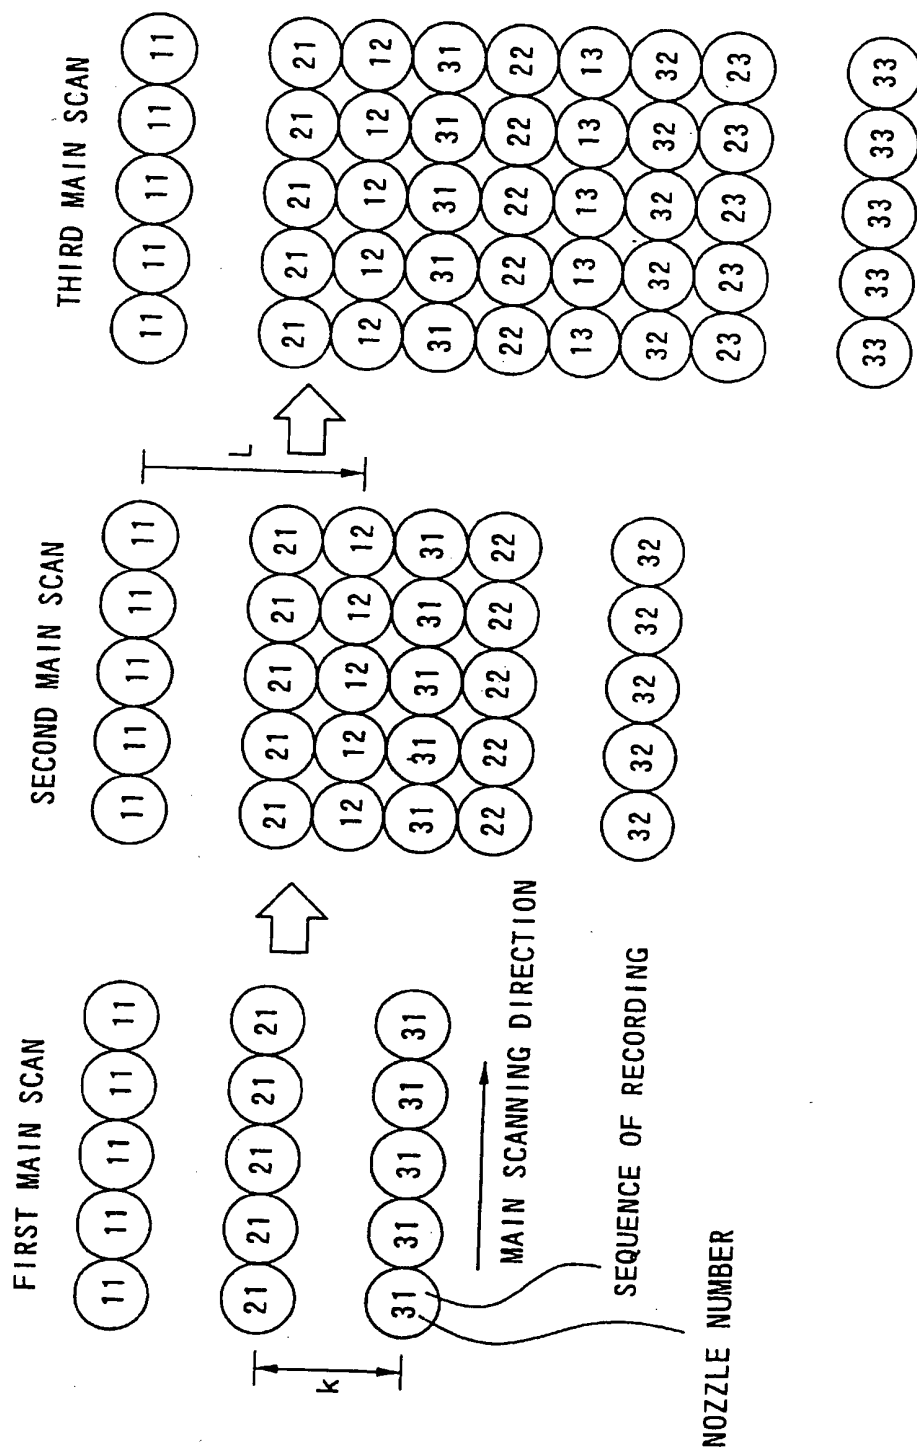 FIRST MAIN SCAN
11 11 11 11 11
21 21 21 21 21
31 31 31 31 31
k
MAIN SCANNING DIRECTION
SEQUENCE OF RECORDING
NOZZLE NUMBER
SECOND MAIN SCAN
11 11 11 11 11
21 21 21 21 21
12 12 12 12 12
31 31 31 31 31
22 22 22 22 22
32 32 32 32 32
L
THIRD MAIN SCAN
11 11 11 11 11
21 21 21 21 21
12 12 12 12 12
31 31 31 31 31
22 22 22 22 22
13 13 13 13 13
32 32 32 32 32
23 23 23 23 23
33 33 33 33 33